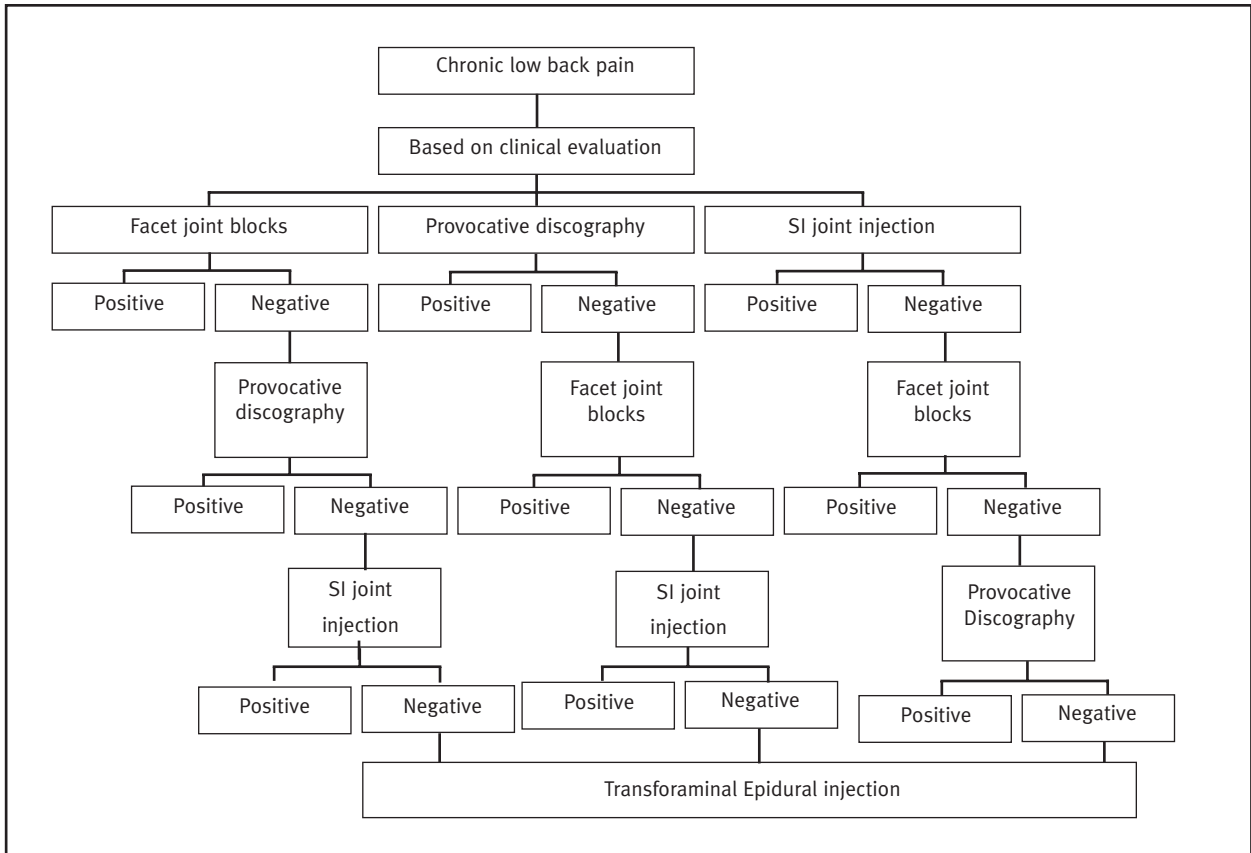 Chronic low back pain
Based on clinical evaluation
Facet joint blocks
Provocative discography
SI joint injection
Positive
Negative
Positive
Negative
Positive
Negative
Provocative
discography
Facet joint
blocks
Facet joint
blocks
Positive
Negative
Positive
Negative
Positive
Negative
SI joint
injection
SI joint
injection
Provocative
Discography
Positive
Negative
Positive
Negative
Positive
Negative
Transforaminal Epidural injection